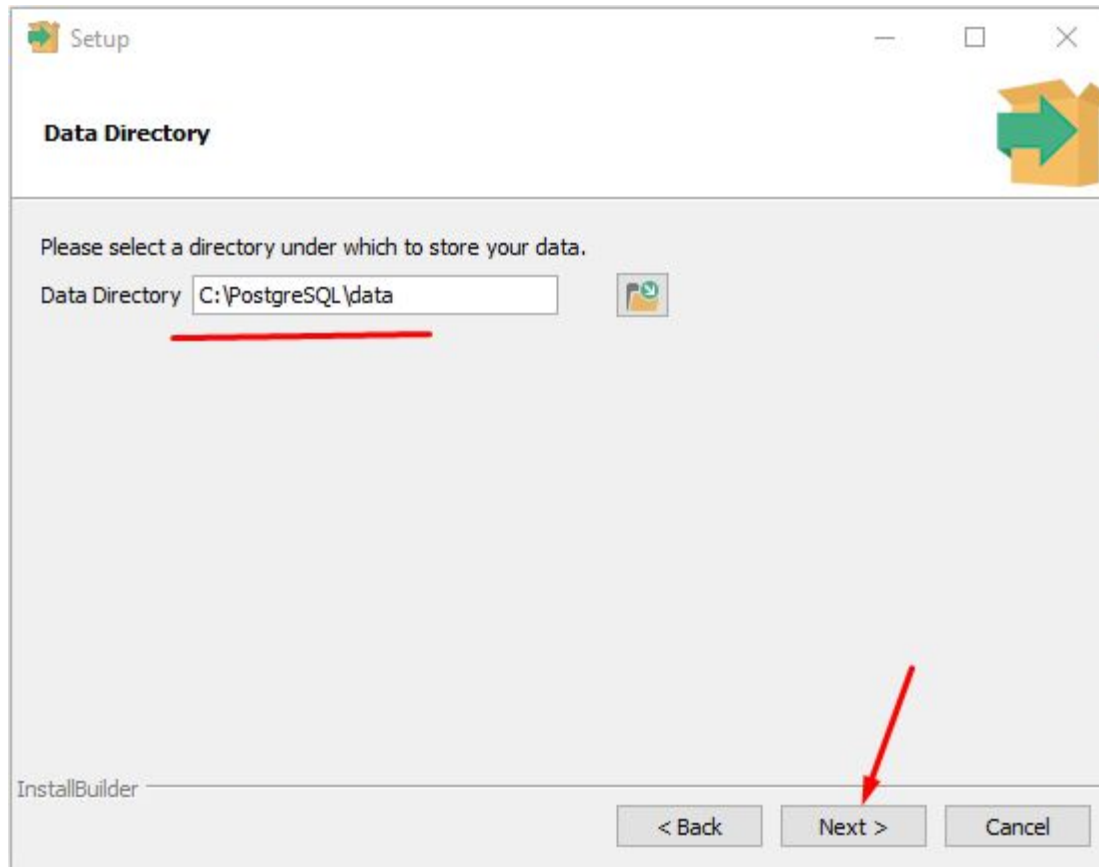 Setup
Data Directory
Please select a directory under which to store your data.
Data Directory C:\PostgreSQL\data
InstallBuilder
< Back Next > Cancel